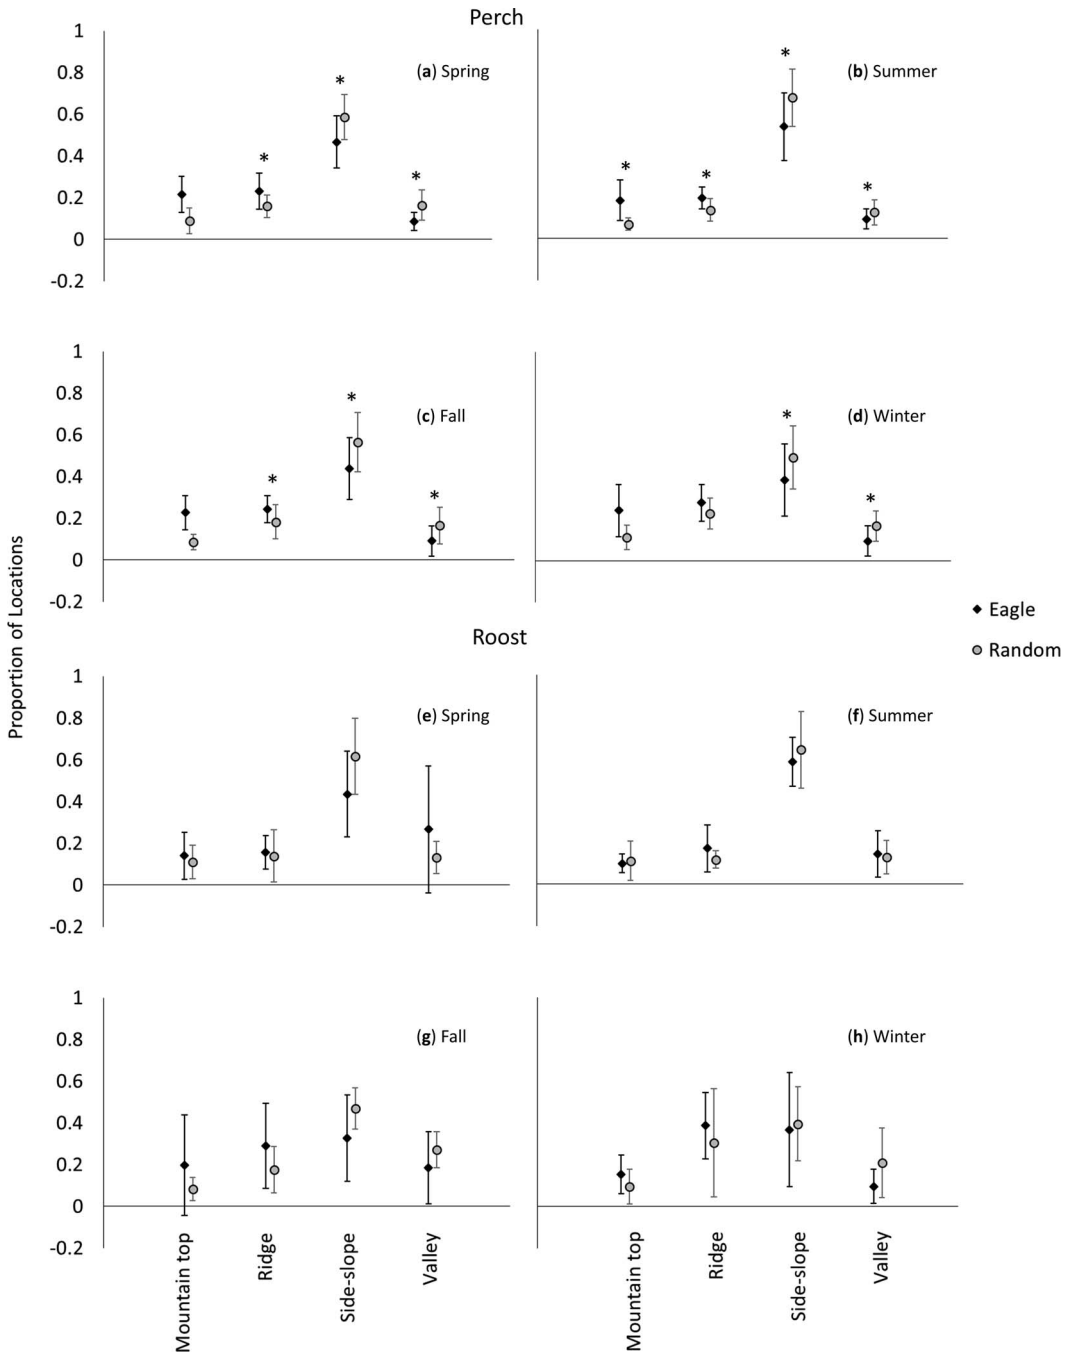 Perch
1
0.8
0.6
0.4
0.2
0
-0.2
(a) Spring
*
*
*
(b) Summer
*
*
*
*
1
0.8
0.6
0.4
0.2
0
-0.2
(c) Fall
*
*
*
(d) Winter
*
*
Proportion of Locations
Eagle
Random
Roost
1
0.8
0.6
0.4
0.2
0
-0.2
(e) Spring
(f) Summer
1
0.8
0.6
0.4
0.2
0
-0.2
(g) Fall
(h) Winter
Mountain top
Ridge
Side-slope
Valley
Mountain top
Ridge
Side-slope
Valley